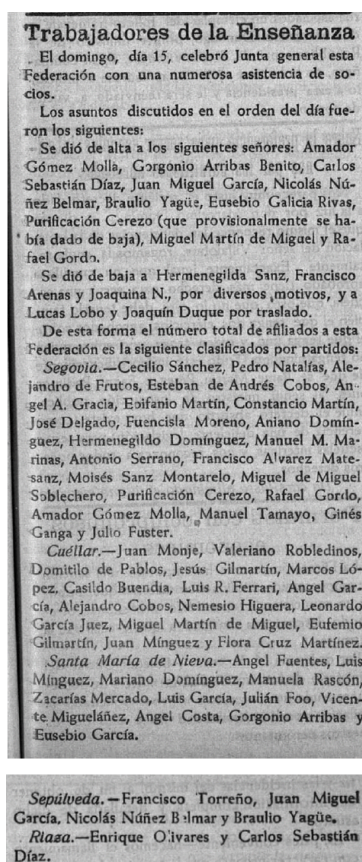 Trabajadores de la Enseñanza
El domingo, día 15, celebró Junta general esta
Federación con una numerosa asistencia de so-
cios.
Los asuntos discutidos en el orden del día fue-
ron los siguientes:
Se dió de alta a los siguientes señores: Amador
Gómez Molla, Gorgonio Arribas Benito, Carlos
Sebastián Díaz, Juan Miguel García, Nicolás Nú-
ñez Belmar, Braulio Yagüe, Eusebio Galicia Rivas,
Purificación Cerezo (que provisionalmente se ha-
bía dado de baja), Miguel Martín de Miguel y Ra-
fael Gordo.
Se dió de baja a Hermenegilda Sanz, Francisco
Arenas y Joaquina N., por diversos motivos, y a
Lucas Lobo y Joaquín Duque por traslado.
De esta forma el número total de afiliados a esta
Federación es la siguiente clasificados por partidos:
Segovia.—Cecilio Sánchez, Pedro Natalías, Ale-
jandro de Frutos, Esteban de Andrés Cobos, An-
gel A. Gracia, Epifanio Martín, Constancio Martín,
José Delgado, Fuencisla Moreno, Aniano Domín-
guez, Hermenegildo Domínguez, Manuel M. Ma-
rinas, Antonio Serrano, Francisco Alvarez Mate-
sanz, Moisés Sanz Montarelo, Miguel de Miguel
Soblechero, Purificación Cerezo, Rafael Gordo,
Amador Gómez Molla, Manuel Tamayo, Ginés
Ganga y Julio Fuster.
Cuéllar.—Juan Monje, Valeriano Robledinos,
Domitilo de Pablos, Jesús Gilmartín, Marcos Ló-
pez, Casildo Buendia, Luis R. Ferrari, Angel Gar-
cía, Alejandro Cobos, Nemesio Higuera, Leonardo
García Juez, Miguel Martín de Miguel, Eufemio
Gilmartín, Juan Mínguez y Flora Cruz Martínez.
Santa María de Nieva.—Angel Fuentes, Luis
Mínguez, Mariano Domínguez, Manuela Rascón,
Zacarías Mercado, Luis García, Julián Foo, Vicen-
te Migueláñez, Angel Costa, Gorgonio Arribas y
Eusebio García.
Sepúlveda.—Francisco Torreño, Juan Miguel
García, Nicolás Núñez Belmar y Braulio Yagüe.
Riaza.—Enrique Olivares y Carlos Sebastián
Díaz.